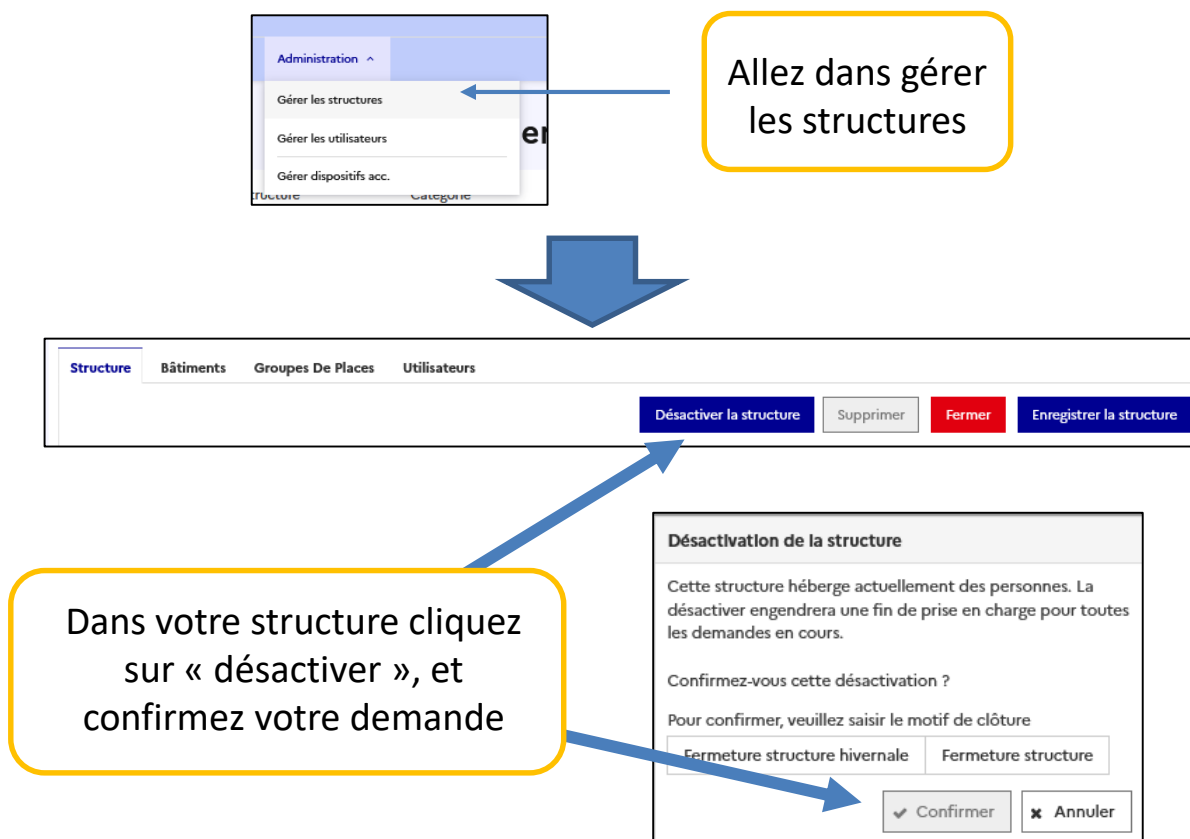 Administration
Gérer les structures
Gérer les utilisateurs
er
Gérer dispositifs acc.
tructure Catégorie
Allez dans gérer
les structures
Structure Bâtiments Groupes De Places Utilisateurs
Désactiver la structure Supprimer Fermer Enregistrer la structure
Dans votre structure cliquez
sur « désactiver », et
confirmez votre demande
Désactivation de la structure
Cette structure héberge actuellement des personnes. La
désactiver engendrera une fin de prise en charge pour toutes
les demandes en cours.
Confirmez-vous cette désactivation ?
Pour confirmer, veuillez saisir le motif de clôture
Fermeture structure hivernale Fermeture structure
Confirmer Annuler